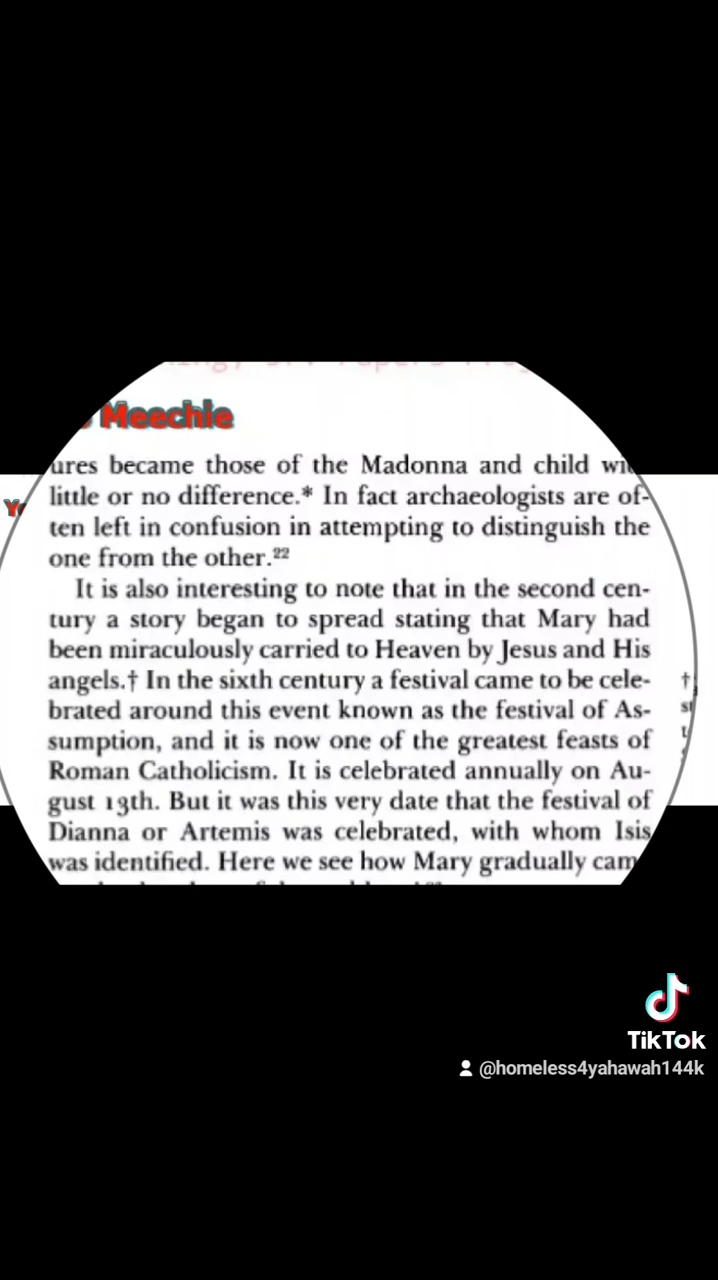 Meechie
ures became those of the Madonna and child
little or no difference.* In fact archaeologists are of-
ten left in confusion in attempting to distinguish the
one from the other.²²
It is also interesting to note that in the second cen-
tury a story began to spread stating that Mary had
been miraculously carried to Heaven by Jesus and His
angels.† In the sixth century a festival came to be cele-
brated around this event known as the festival of As-
sumption, and it is now one of the greatest feasts of
Roman Catholicism. It is celebrated annually on Au-
gust 13th. But it was this very date that the festival of
Dianna or Artemis was celebrated, with whom Isis
was identified. Here we see how Mary gradually cam
†
TikTok
@homeless4yahawah144k